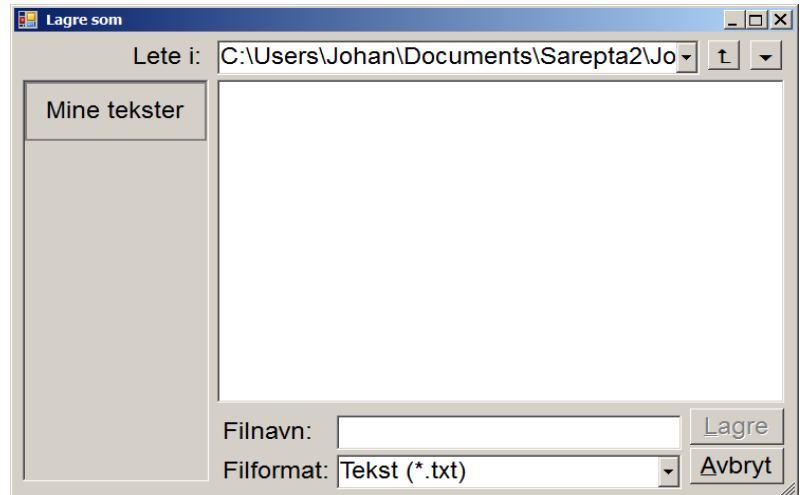 Lagre som
Lete i: C:\Users\Johan\Documents\Sarepta2\Jo
Mine tekster
Filnavn:
Lagre
Filformat: Tekst (*.txt)
Avbryt